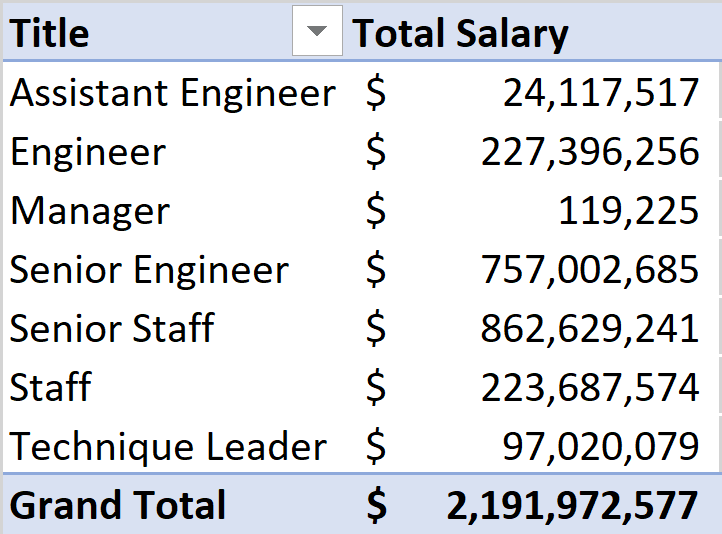 Title Total Salary
Assistant Engineer $ 24,117,517
Engineer $ 227,396,256
Manager $ 119,225
Senior Engineer $ 757,002,685
Senior Staff $ 862,629,241
Staff $ 223,687,574
Technique Leader $ 97,020,079
Grand Total $ 2,191,972,577